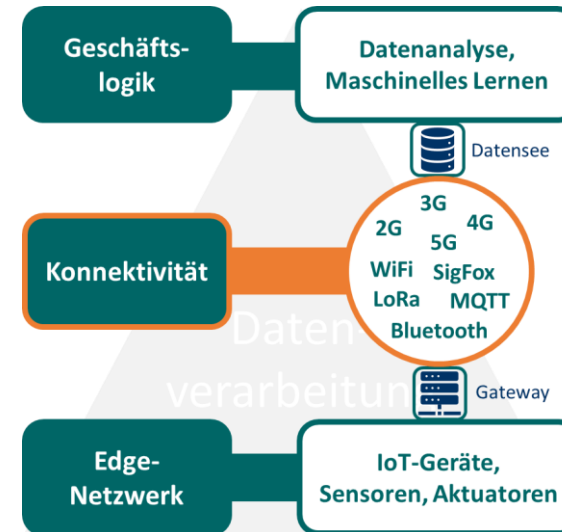 Geschäfts-
logik
Datenanalyse,
Maschinelles Lernen
Datensee
Konnektivität
3G
2G
4G
5G
WiFi SigFox
LoRa MQTT
Bluetooth
Daten-
verarbeitung
Gateway
Edge-
Netzwerk
IoT-Geräte,
Sensoren, Aktuatoren